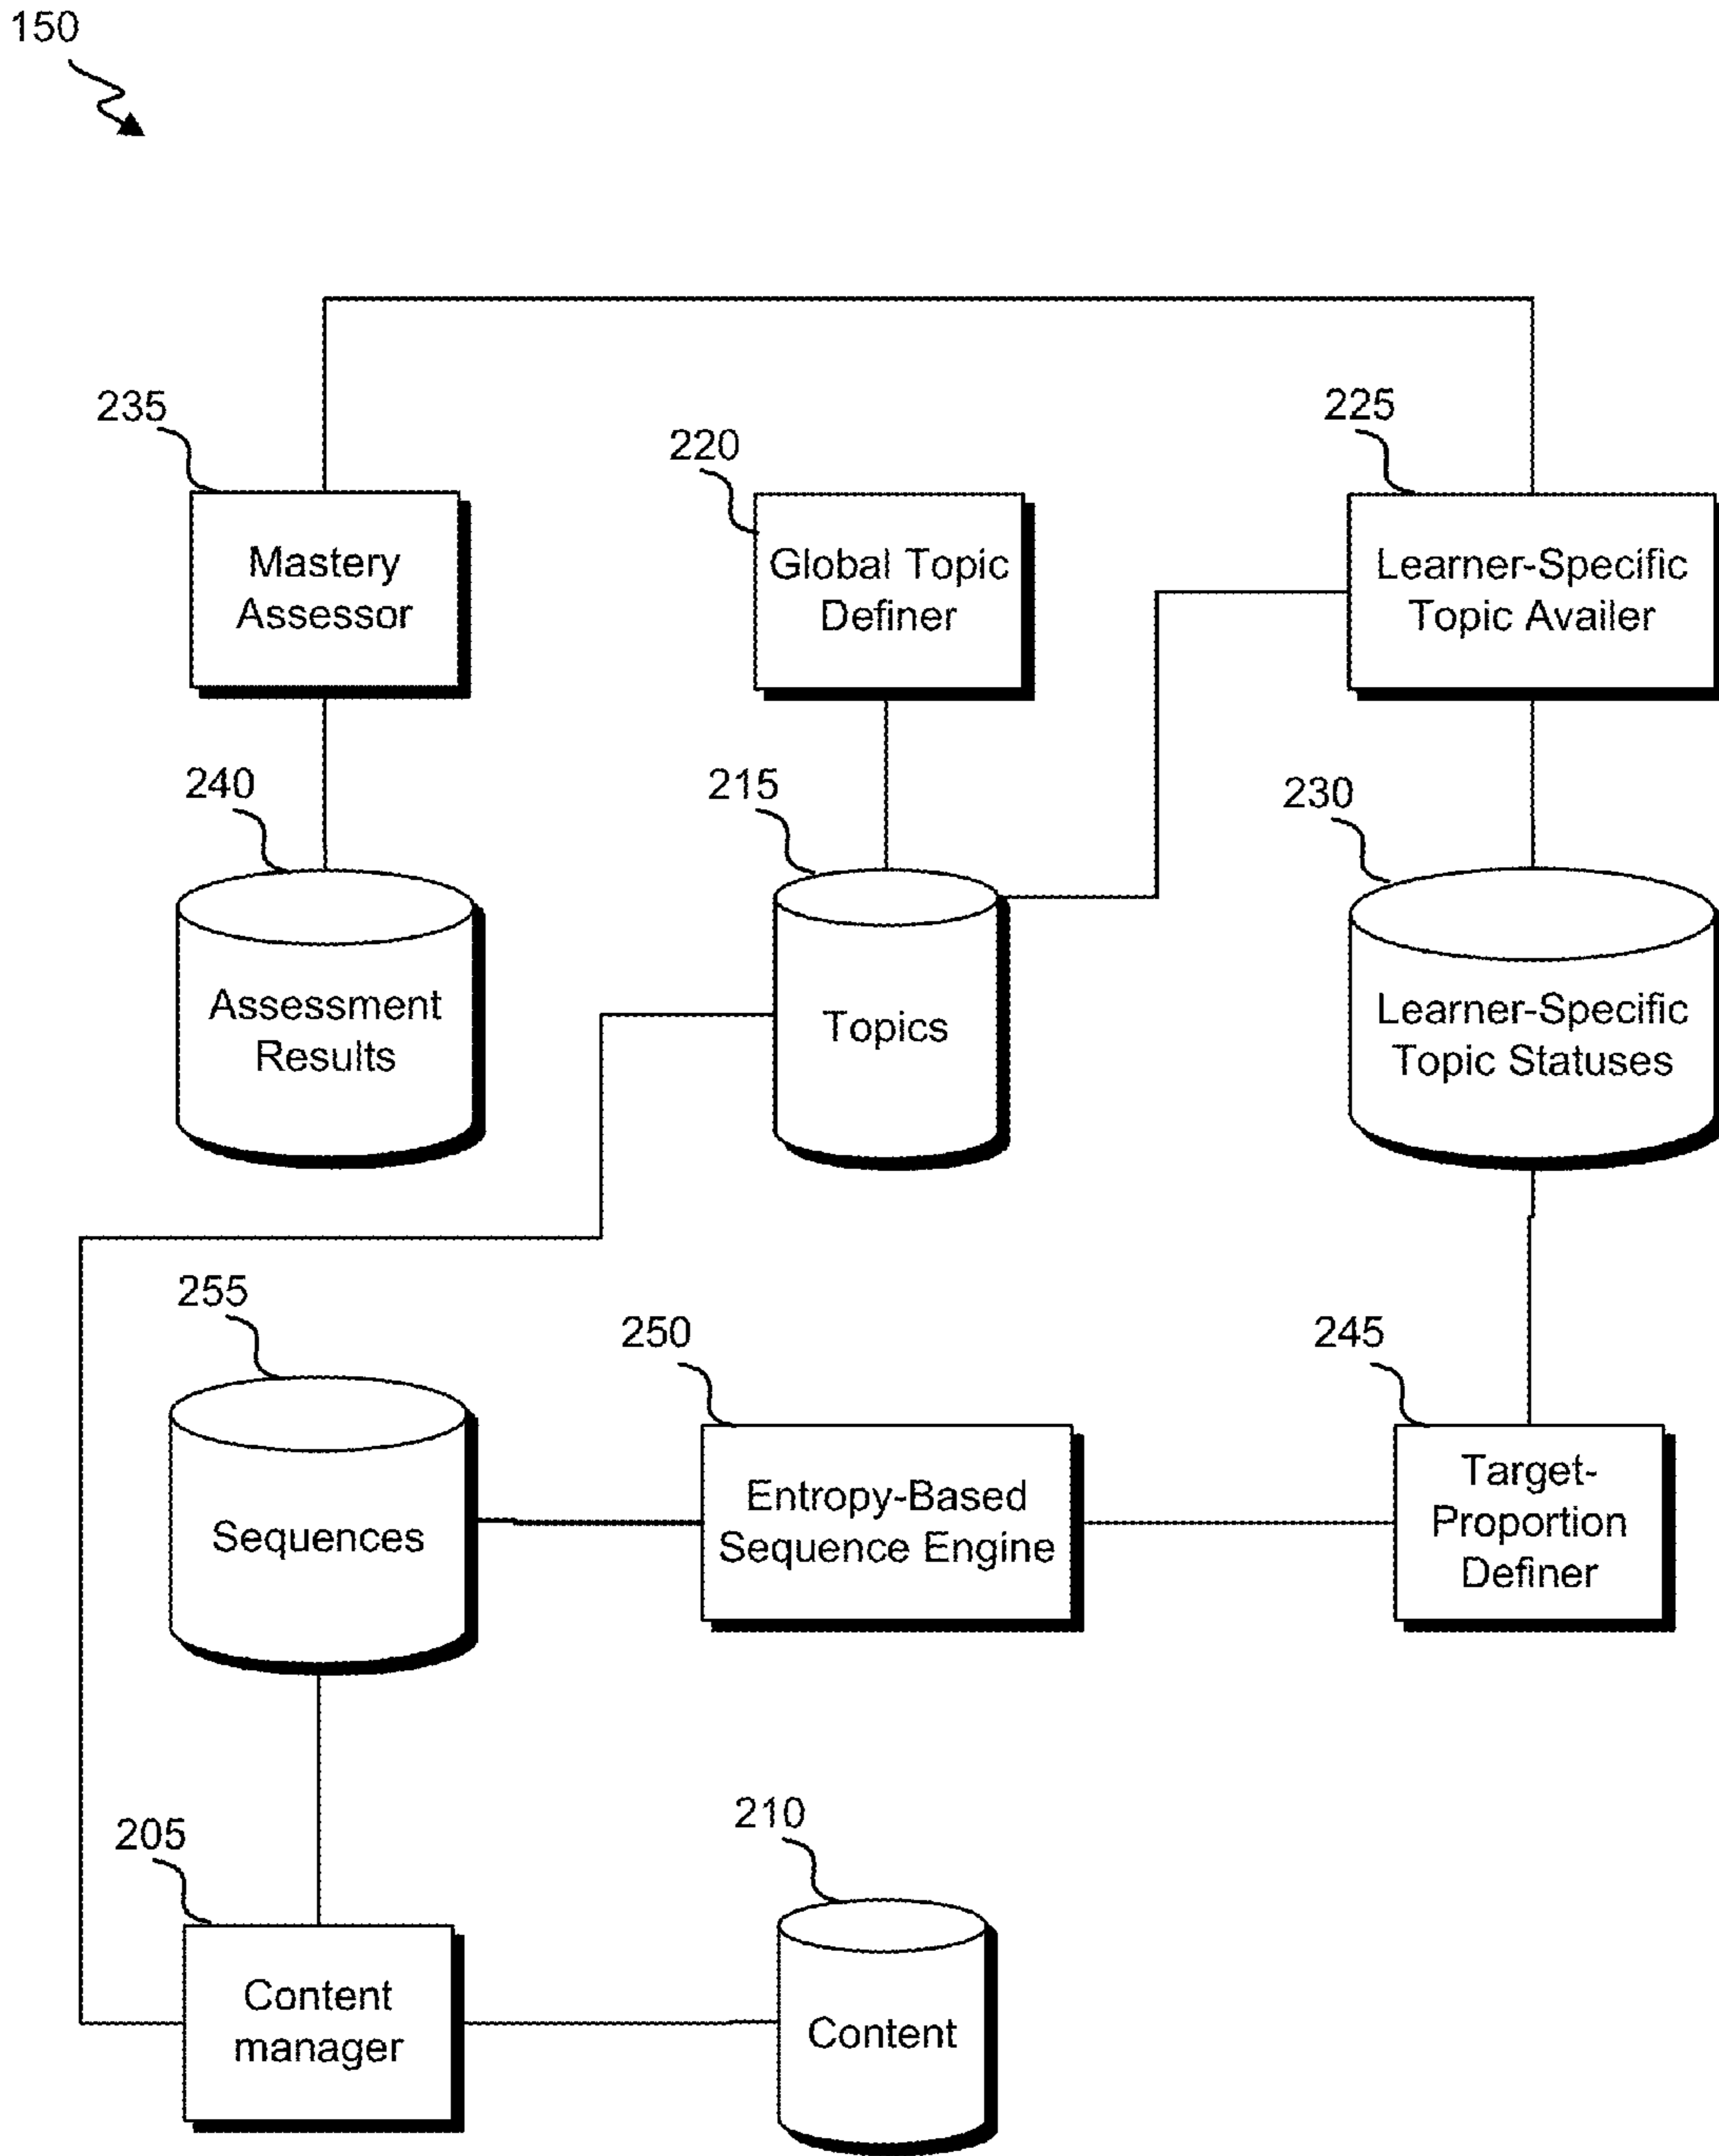 150
235
220
225
Mastery
Assessor
Global Topic
Definer
Learner-Specific
Topic Availer
240
215
230
Assessment
Results
Topics
Learner-Specific
Topic Statuses
255
250
245
Sequences
Entropy-Based
Sequence Engine
Target-
Proportion
Definer
205
210
Content
manager
Content